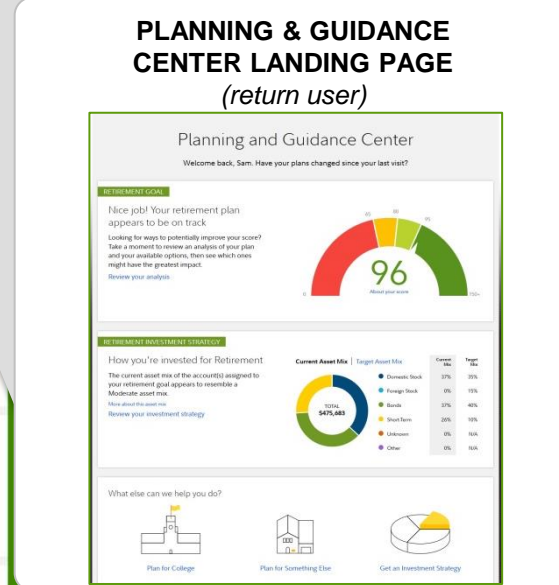 PLANNING & GUIDANCE
CENTER LANDING PAGE
(return user)
Planning and Guidance Center
Welcome back, Sam. Have your plans changed since your last visit?
RETIREMENT GOAL
Nice job! Your retirement plan
appears to be on track
Looking for ways to potentially improve your score?
Take a moment to review an analysis of your plan
and your available options, then see which ones
might have the greatest impact.
Review your analysis
0
65
80
95
150+
96
About your score
RETIREMENT INVESTMENT STRATEGY
How you're invested for Retirement
The current asset mix of the account(s) assigned to
your retirement goal appears to resemble a
Moderate asset mix.
More about this asset mix
Review your investment strategy
Current Asset Mix | Target Asset Mix
TOTAL
$475,683
Current Mix Target Mix
Domestic Stock 37% 35%
Foreign Stock 0% 15%
Bonds 37% 40%
Short Term 26% 10%
Unknown 0% N/A
Other 0% N/A
What else can we help you do?
Plan for College
Plan for Something Else
Get an Investment Strategy